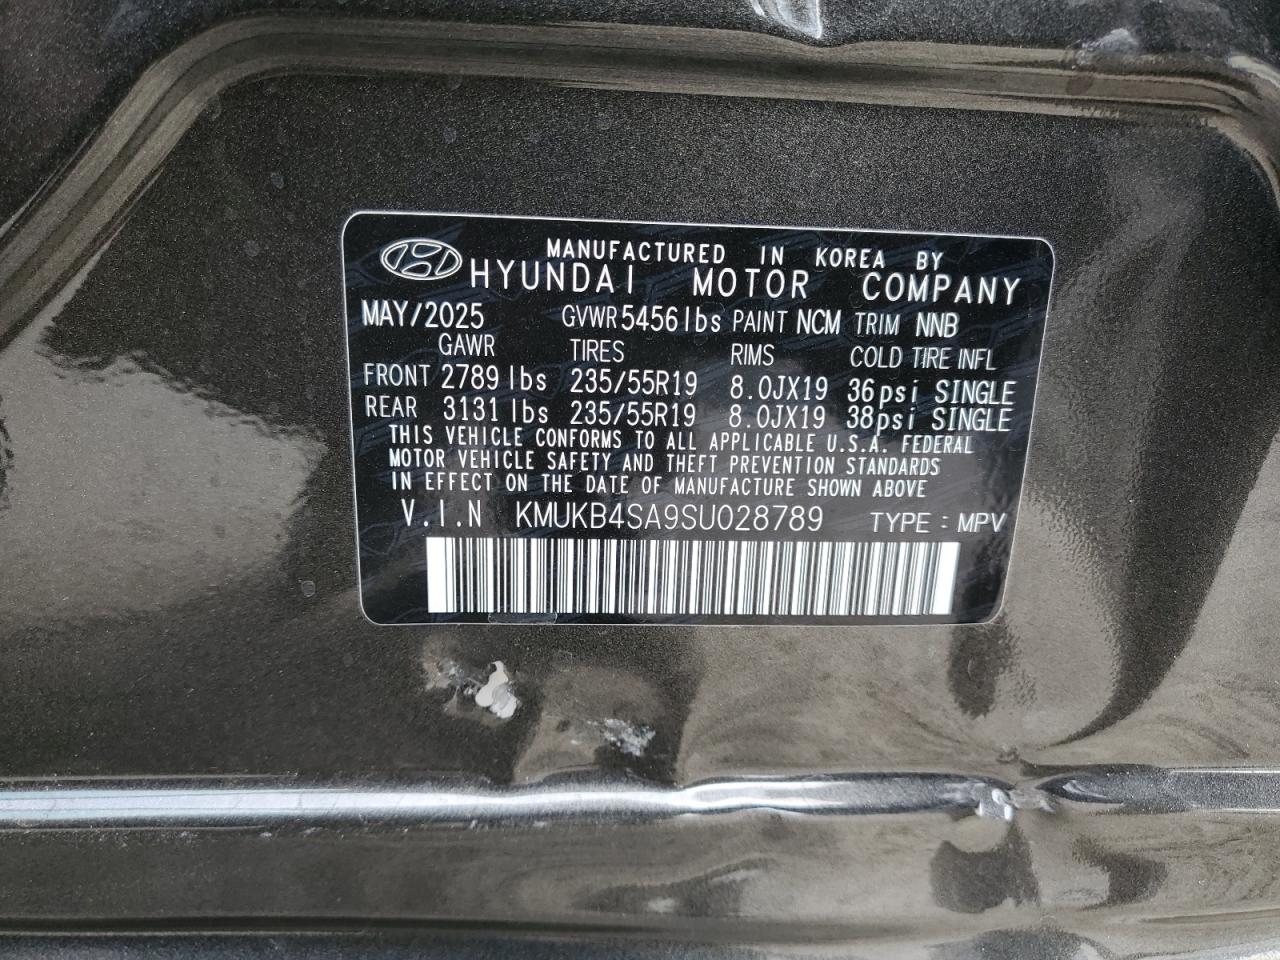 MANUFACTURED IN KOREA BY
HYUNDAI MOTOR COMPANY
MAY/2025 GVWR 5456lbs PAINT NCM TRIM NNB
GAWR TIRES RIMS COLD TIRE INFL
FRONT 2789 lbs 235/55R19 8.0JX19 36psi SINGLE
REAR 3131 lbs 235/55R19 8.0JX19 38psi SINGLE
THIS VEHICLE CONFORMS TO ALL APPLICABLE U.S.A. FEDERAL
MOTOR VEHICLE SAFETY AND THEFT PREVENTION STANDARDS
IN EFFECT ON THE DATE OF MANUFACTURE SHOWN ABOVE
V.I.N KMUKB4SA9SU028789 TYPE : MPV